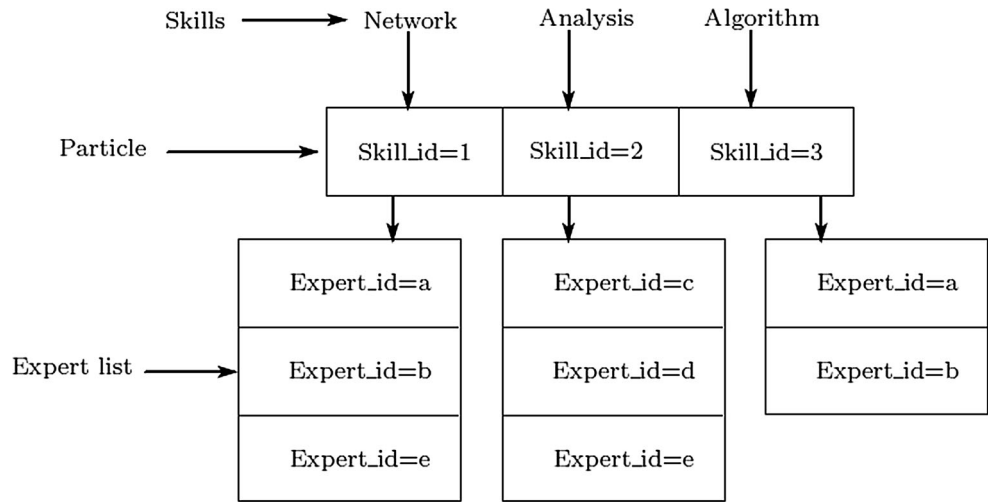 Skills Network Analysis Algorithm
Particle Skill_id=1 Skill_id=2 Skill_id=3
Expert_id=a Expert_id=c Expert_id=a
Expert list Expert_id=b Expert_id=d Expert_id=b
Expert_id=e Expert_id=e